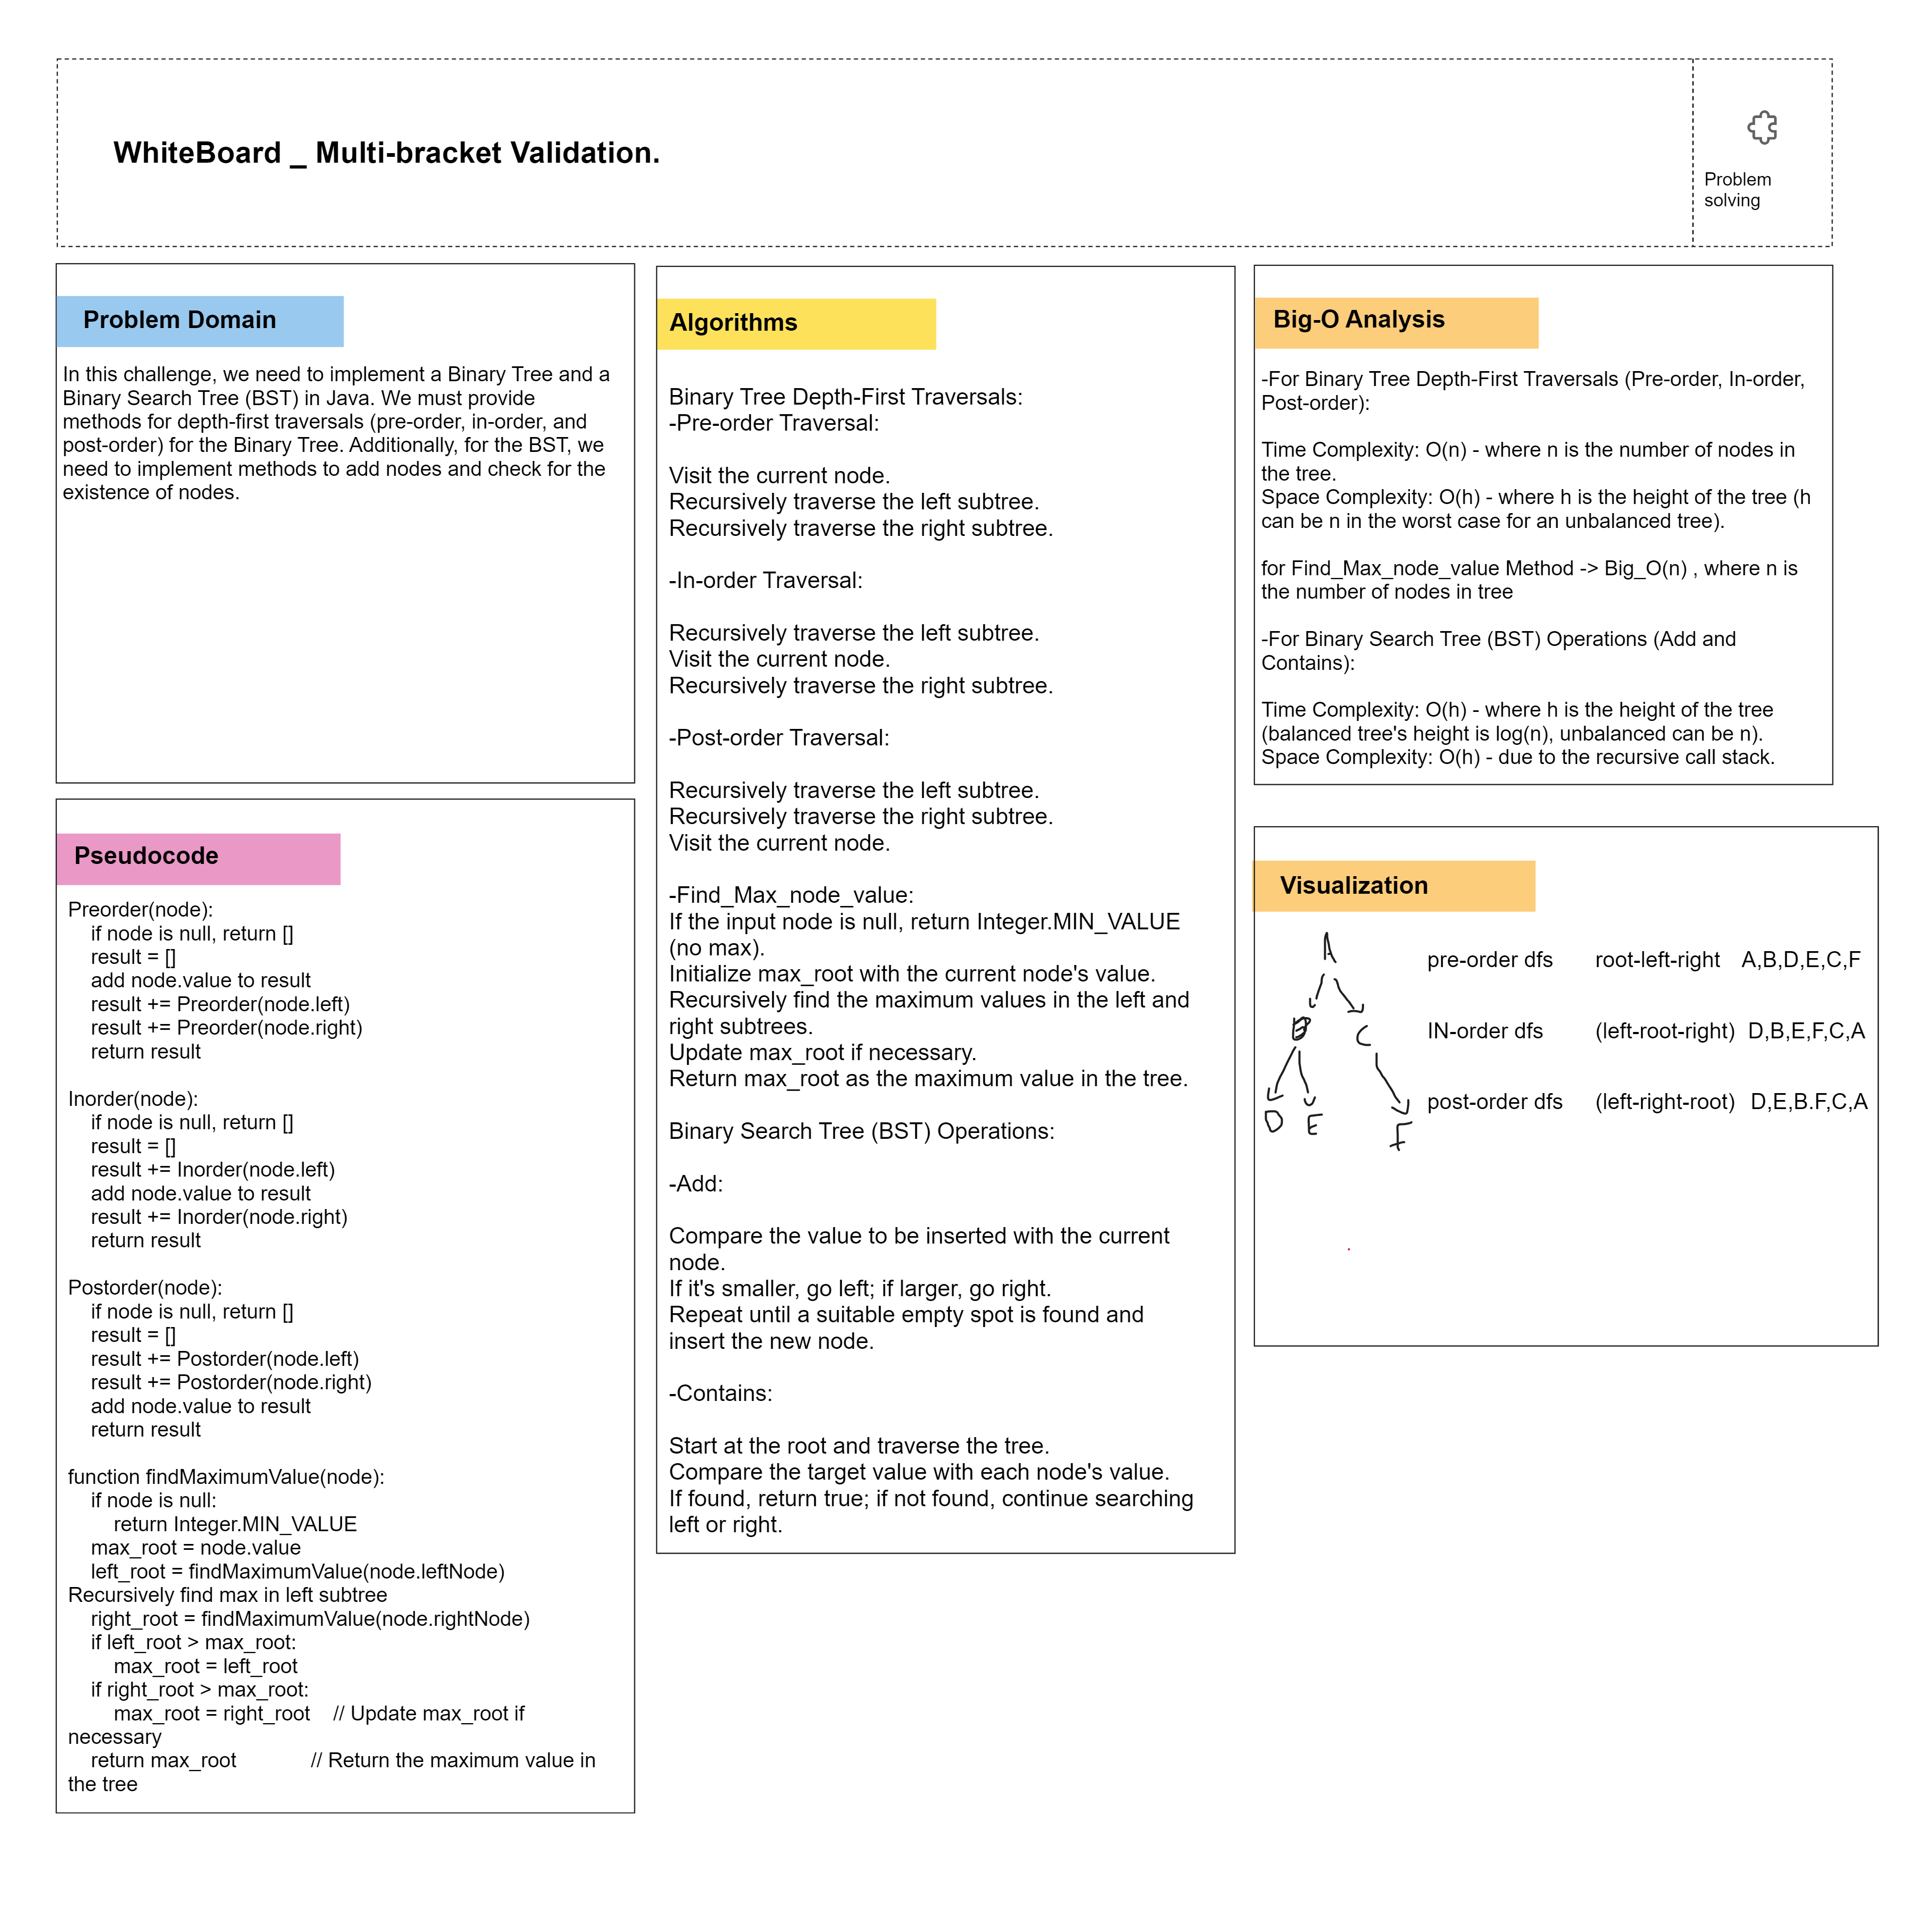 WhiteBoard _ Multi-bracket Validation.
Problem
solving
Problem Domain
In this challenge, we need to implement a Binary Tree and a
Binary Search Tree (BST) in Java. We must provide
methods for depth-first traversals (pre-order, in-order, and
post-order) for the Binary Tree. Additionally, for the BST, we
need to implement methods to add nodes and check for the
existence of nodes.
Pseudocode
Preorder(node):
if node is null, return []
result = []
add node.value to result
result += Preorder(node.left)
result += Preorder(node.right)
return result
Inorder(node):
if node is null, return []
result = []
result += Inorder(node.left)
add node.value to result
result += Inorder(node.right)
return result
Postorder(node):
if node is null, return []
result = []
result += Postorder(node.left)
result += Postorder(node.right)
add node.value to result
return result
function findMaximumValue(node):
if node is null:
return Integer.MIN_VALUE
max_root = node.value
left_root = findMaximumValue(node.leftNode)
Recursively find max in left subtree
right_root = findMaximumValue(node.rightNode)
if left_root > max_root:
max_root = left_root
if right_root > max_root:
max_root = right_root // Update max_root if
necessary
return max_root // Return the maximum value in
the tree
Algorithms
Binary Tree Depth-First Traversals:
-Pre-order Traversal:
Visit the current node.
Recursively traverse the left subtree.
Recursively traverse the right subtree.
-In-order Traversal:
Recursively traverse the left subtree.
Visit the current node.
Recursively traverse the right subtree.
-Post-order Traversal:
Recursively traverse the left subtree.
Recursively traverse the right subtree.
Visit the current node.
-Find_Max_node_value:
If the input node is null, return Integer.MIN_VALUE
(no max).
Initialize max_root with the current node's value.
Recursively find the maximum values in the left and
right subtrees.
Update max_root if necessary.
Return max_root as the maximum value in the tree.
Binary Search Tree (BST) Operations:
-Add:
Compare the value to be inserted with the current
node.
If it's smaller, go left; if larger, go right.
Repeat until a suitable empty spot is found and
insert the new node.
-Contains:
Start at the root and traverse the tree.
Compare the target value with each node's value.
If found, return true; if not found, continue searching
left or right.
Big-O Analysis
-For Binary Tree Depth-First Traversals (Pre-order, In-order,
Post-order):
Time Complexity: O(n) - where n is the number of nodes in
the tree.
Space Complexity: O(h) - where h is the height of the tree (h
can be n in the worst case for an unbalanced tree).
for Find_Max_node_value Method -> Big_O(n) , where n is
the number of nodes in tree
-For Binary Search Tree (BST) Operations (Add and
Contains):
Time Complexity: O(h) - where h is the height of the tree
(balanced tree's height is log(n), unbalanced can be n).
Space Complexity: O(h) - due to the recursive call stack.
Visualization
A
B C
D E F
pre-order dfs root-left-right A,B,D,E,C,F
IN-order dfs (left-root-right) D,B,E,F,C,A
post-order dfs (left-right-root) D,E,B.F,C,A